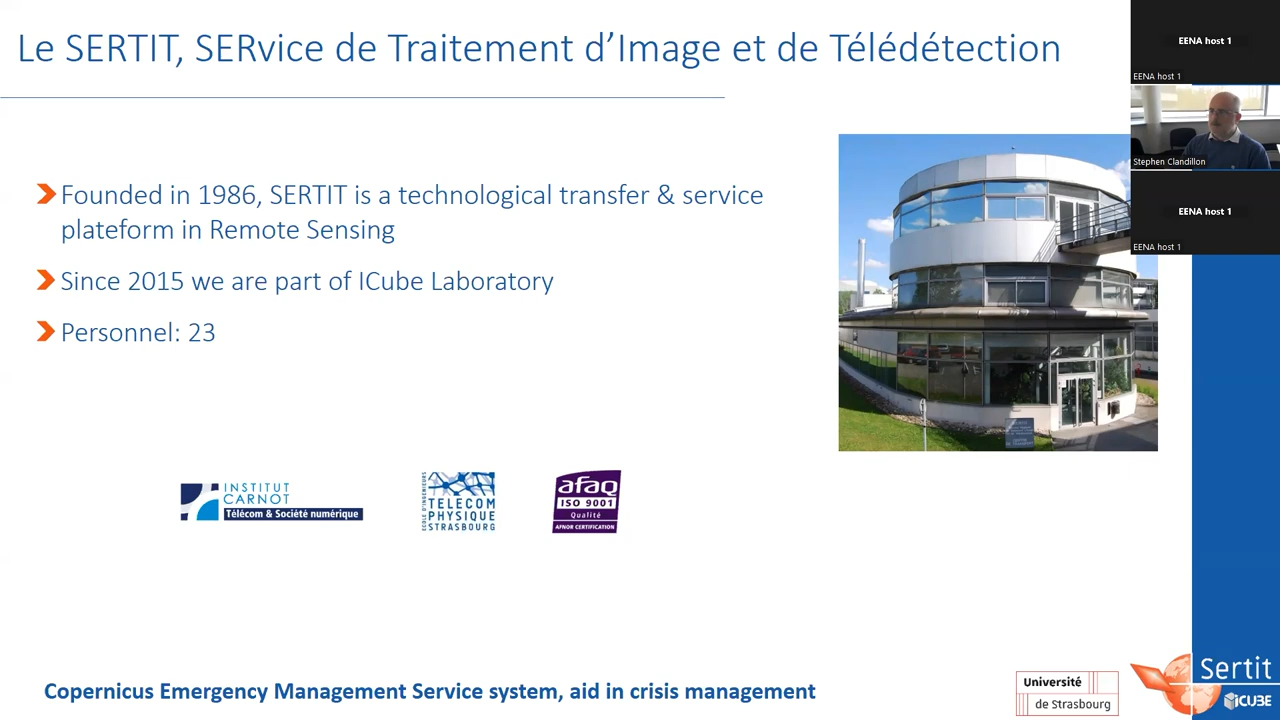 Le SERTIT, SERvice de Traitement d’Image et de Télédétection
Founded in 1986, SERTIT is a technological transfer & service
plateform in Remote Sensing
Since 2015 we are part of ICube Laboratory
Personnel: 23
INSTITUT
CARNOT
Télécom & Société numérique
ECOLE D'INGENIEURS
TELECOM
PHYSIQUE
STRASBOURG
afaq
ISO 9001
Qualité
AFNOR CERTIFICATION
Copernicus Emergency Management Service system, aid in crisis management
Université
de Strasbourg
Sertit
iCUBE
EENA host 1
EENA host 1
Stephen Clandillon
EENA host 1
EENA host 1